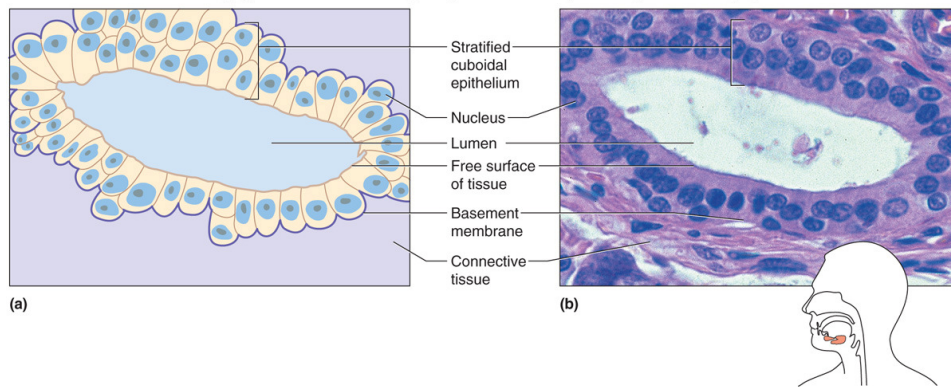 Stratified
cuboidal
epithelium
Nucleus
Lumen
Free surface
of tissue
Basement
membrane
Connective
tissue
(a)
(b)